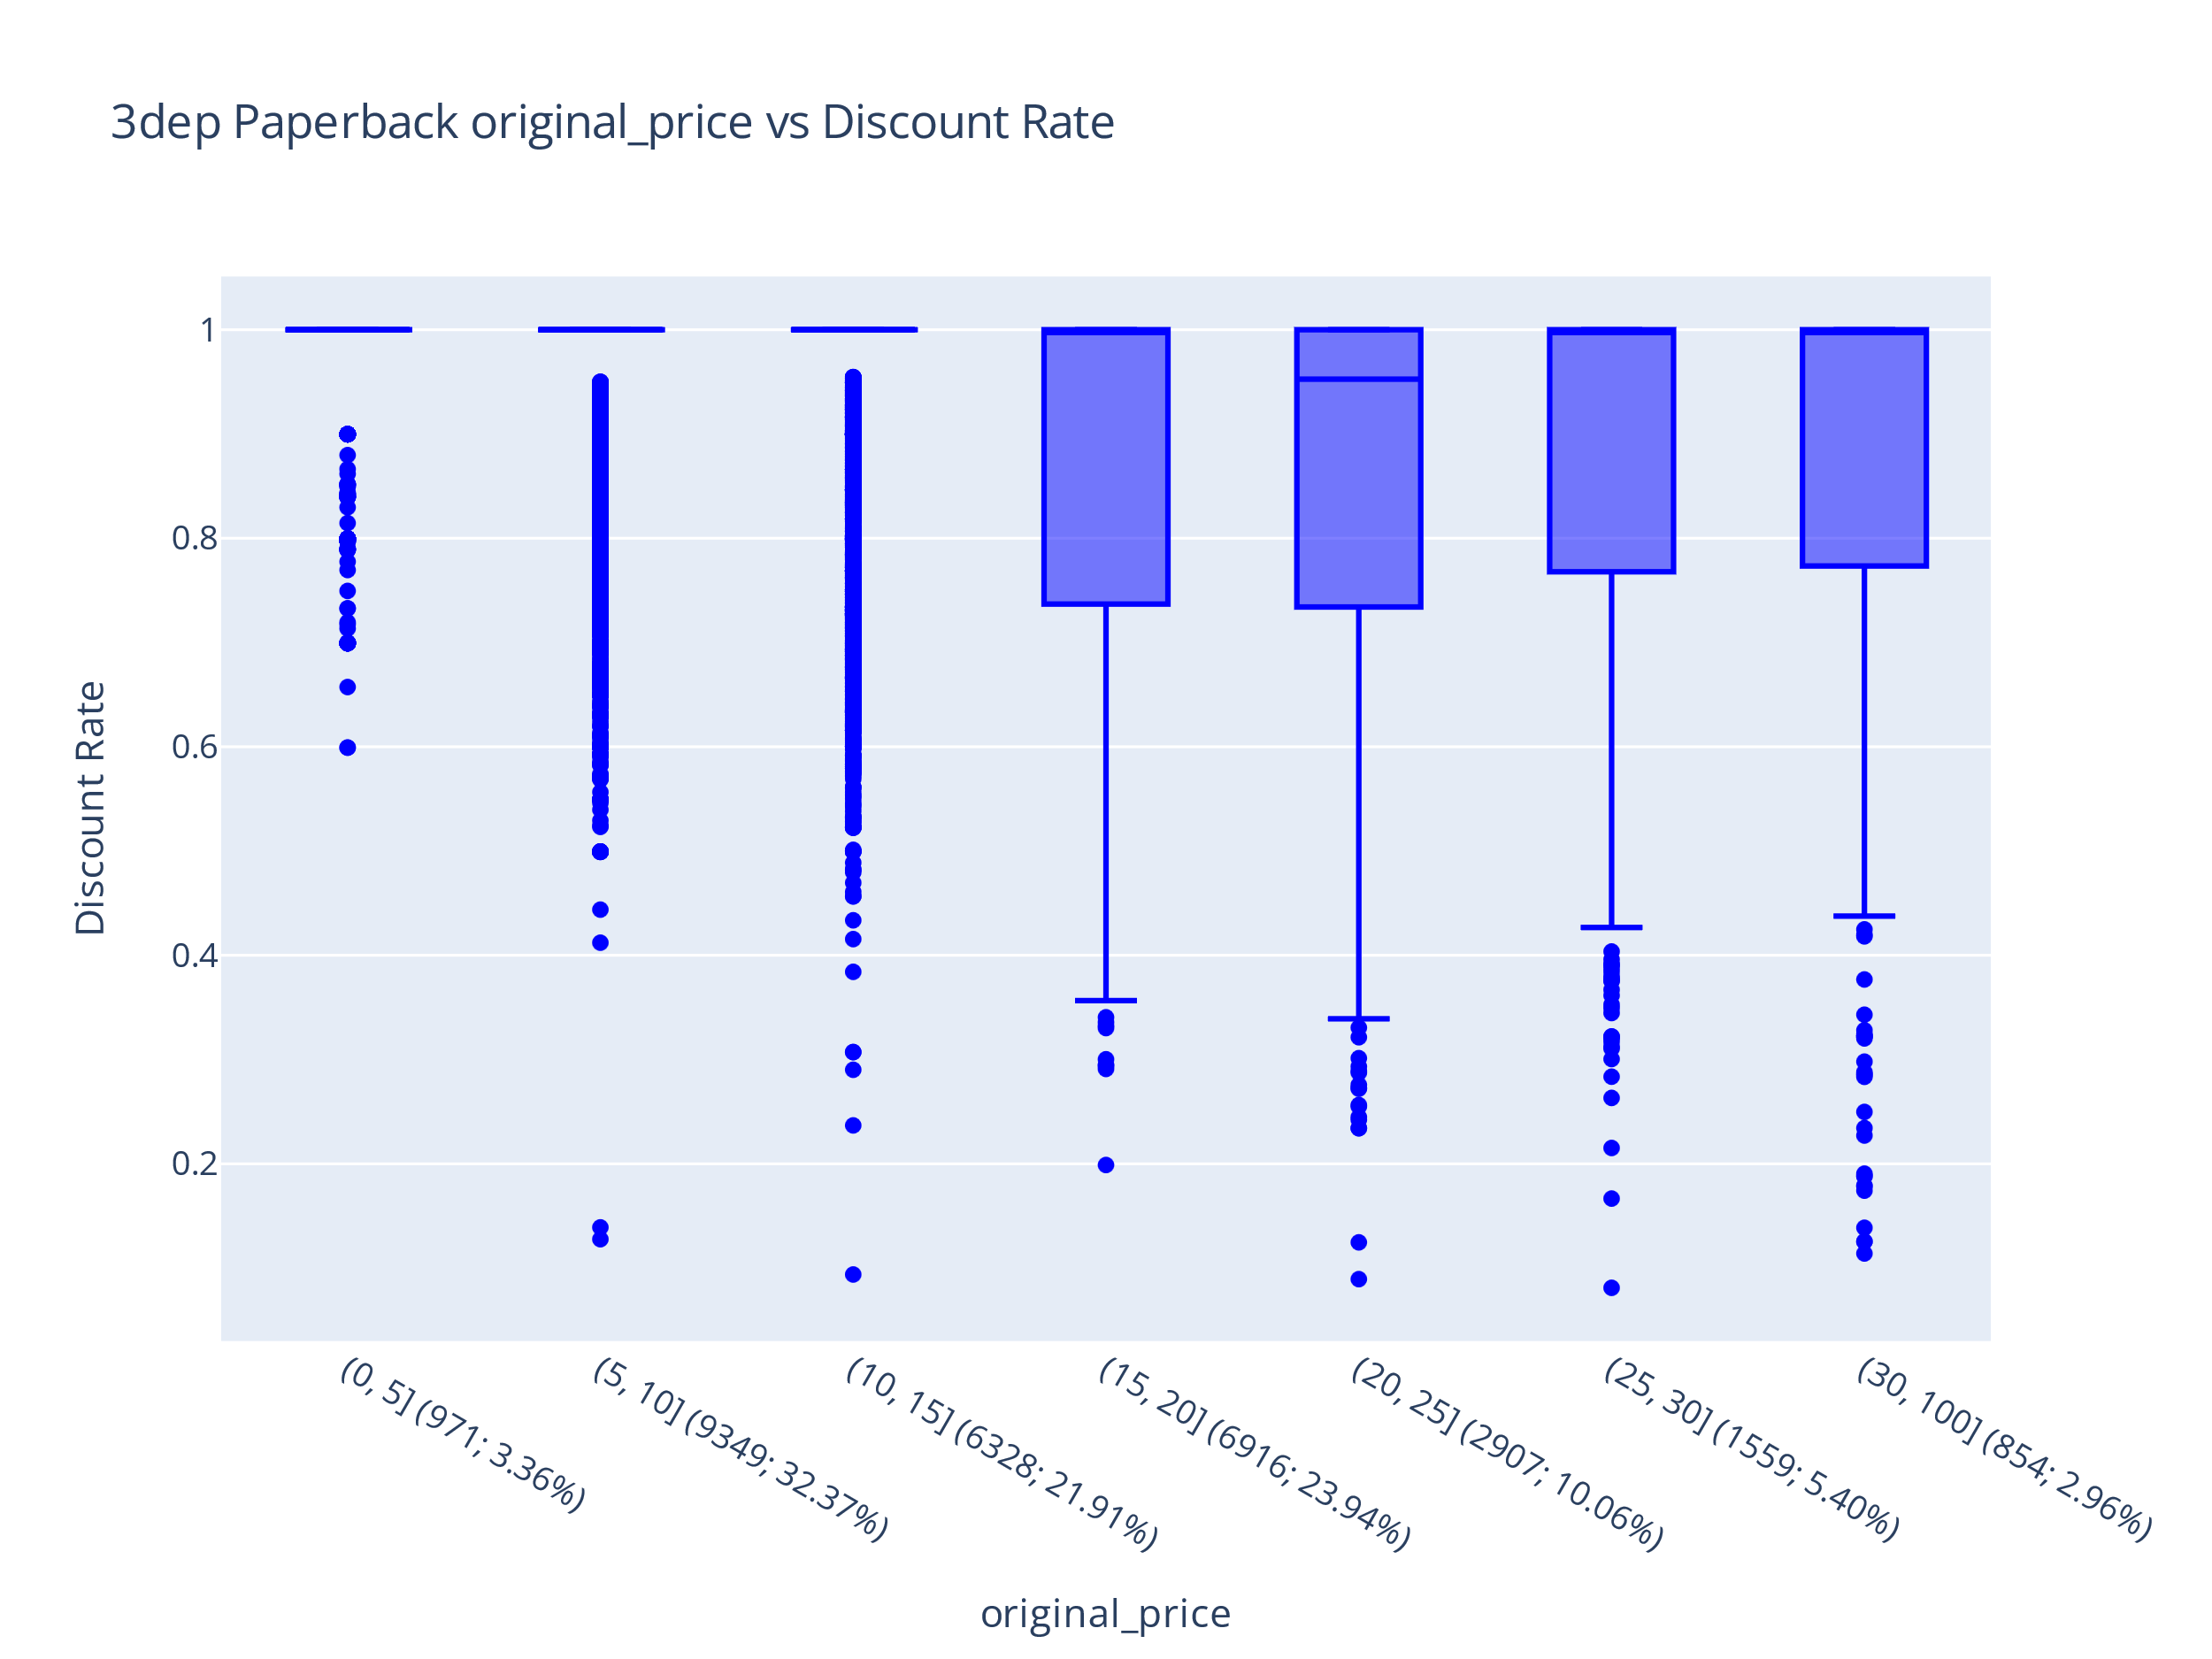 3dep Paperback original_price vs Discount Rate
Discount Rate
1
0.8
0.6
0.4
0.2
(0, 5] (971; 3.36%)
(5, 10] (9349; 32.37%)
(10, 15] (6328; 21.91%)
(15, 20] (6916; 23.94%)
(20, 25] (2907; 10.06%)
(25, 30] (1559; 5.40%)
(30, 100] (854; 2.96%)
original_price